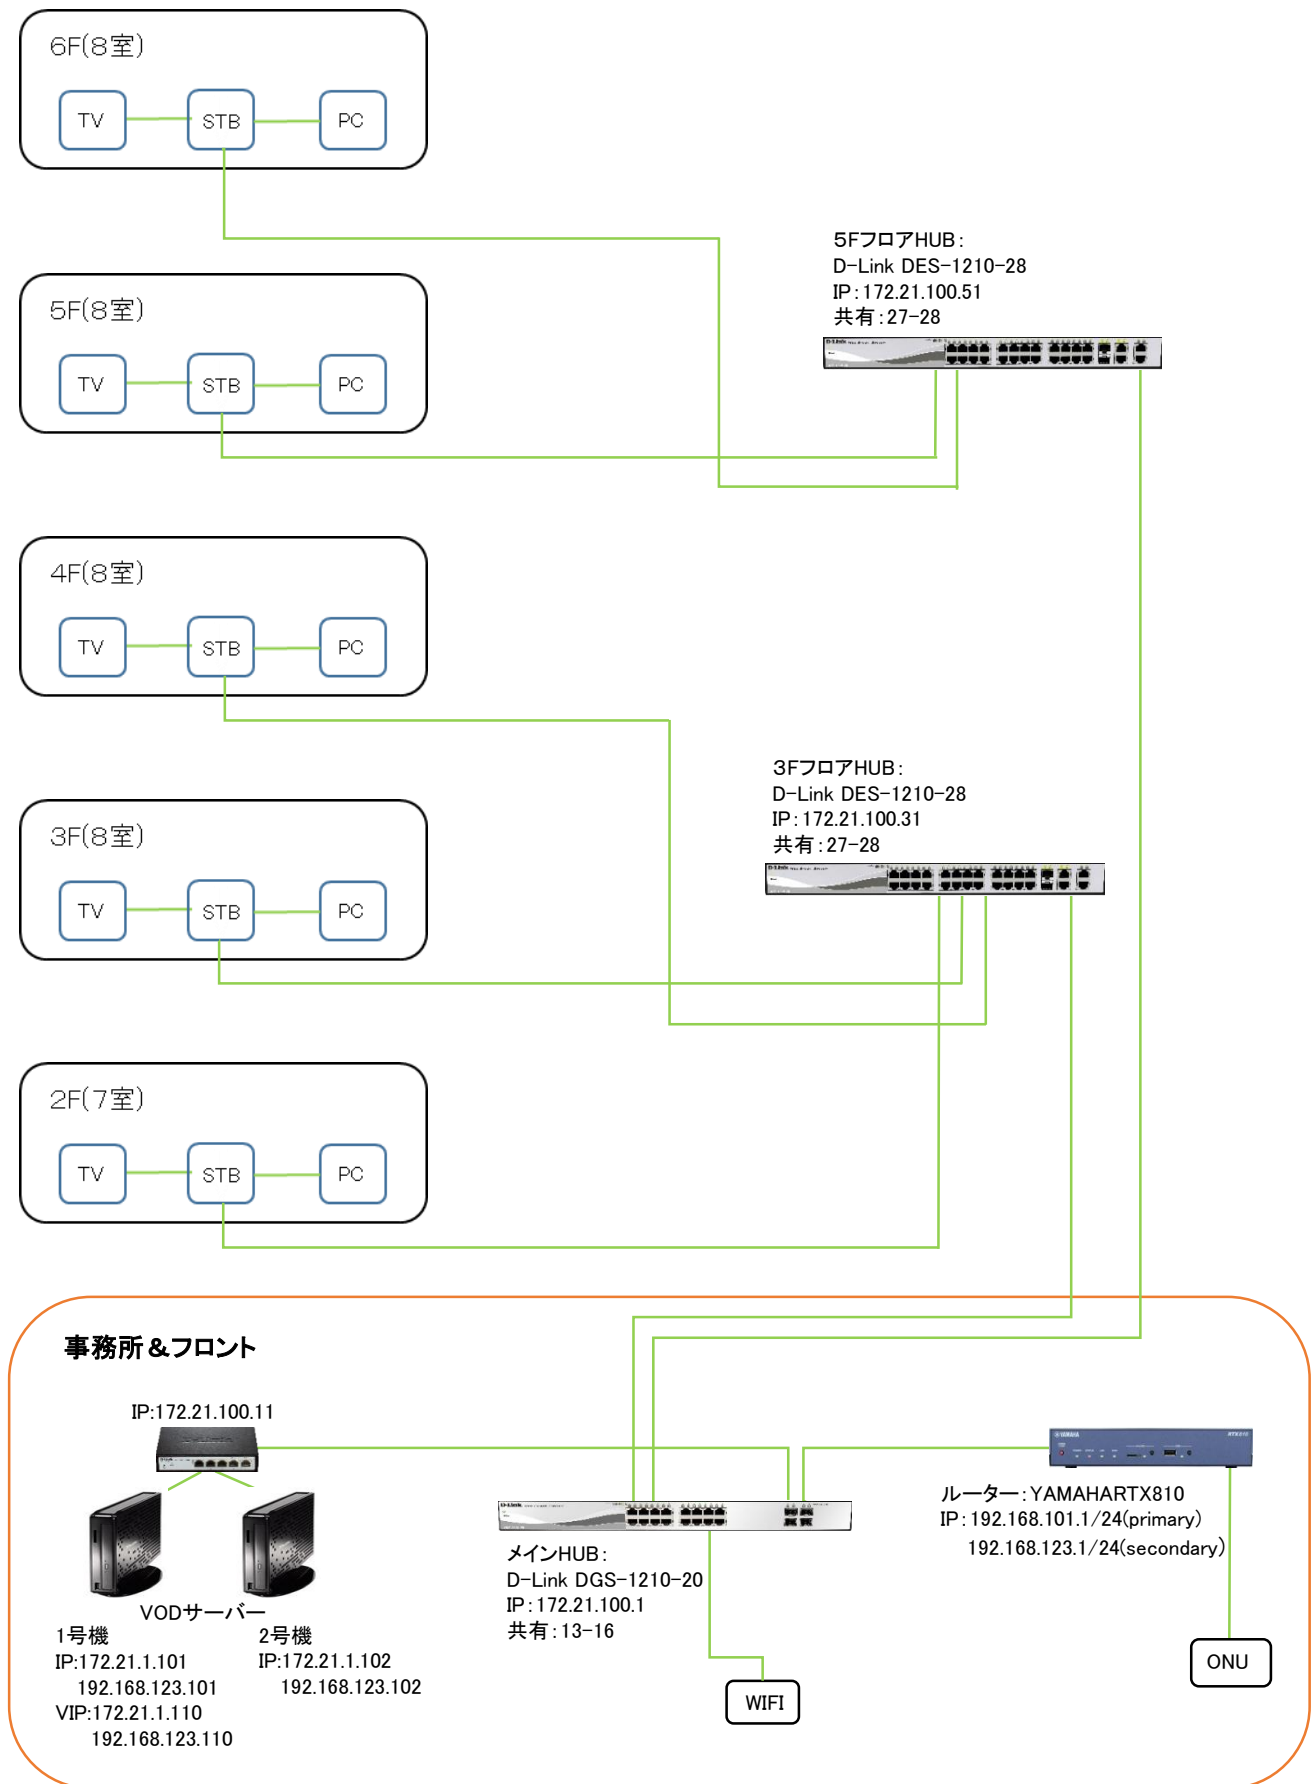 6F(8室)
TV
STB
PC
5Fフロア HUB:
D-Link DES-1210-28
IP:172.21.100.51
共有:27-28
D-Link
5F(8室)
TV
STB
PC
4F(8室)
TV
STB
PC
3Fフロア HUB:
D-Link DES-1210-28
IP:172.21.100.31
共有:27-28
D-Link
3F(8室)
TV
STB
PC
2F(7室)
TV
STB
PC
事務所&フロント
IP:172.21.100.11
YAMAHA
RTX810
D-Link
ルーター:YAMAHARTX810
IP:192.168.101.1/24(primary)
192.168.123.1/24(secondary)
メインHUB:
D-Link DGS-1210-20
IP:172.21.100.1
共有:13-16
VODサーバー
1号機
IP:172.21.1.101
192.168.123.101
VIP:172.21.1.110
192.168.123.110
2号機
IP:172.21.1.102
192.168.123.102
WIFI
ONU